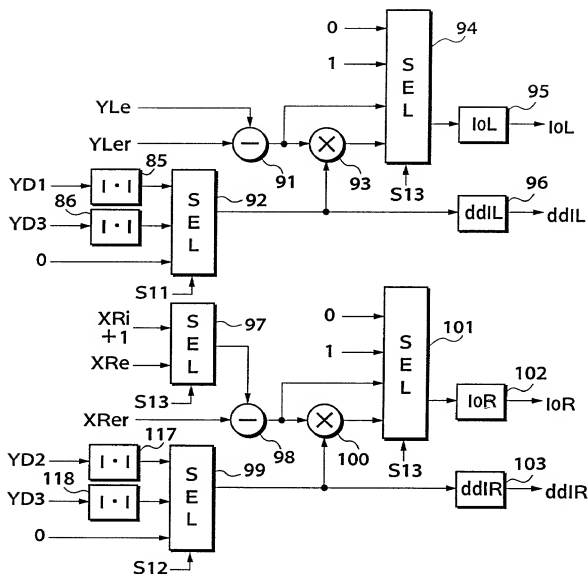 0
94
1
S
E
L
YLe
95
YLer
−
×
IoL
IoL
91
93
85
S13
96
YD1
|·|
92
86
S
E
L
ddIL
ddIL
YD3
|·|
0
S11
XRi
+1
S
E
L
97
0
101
XRe
1
S
E
L
102
S13
XRer
−
×
IoR
IoR
98
100
117
S13
103
YD2
|·|
99
118
S
E
L
ddIR
ddIR
YD3
|·|
0
S12